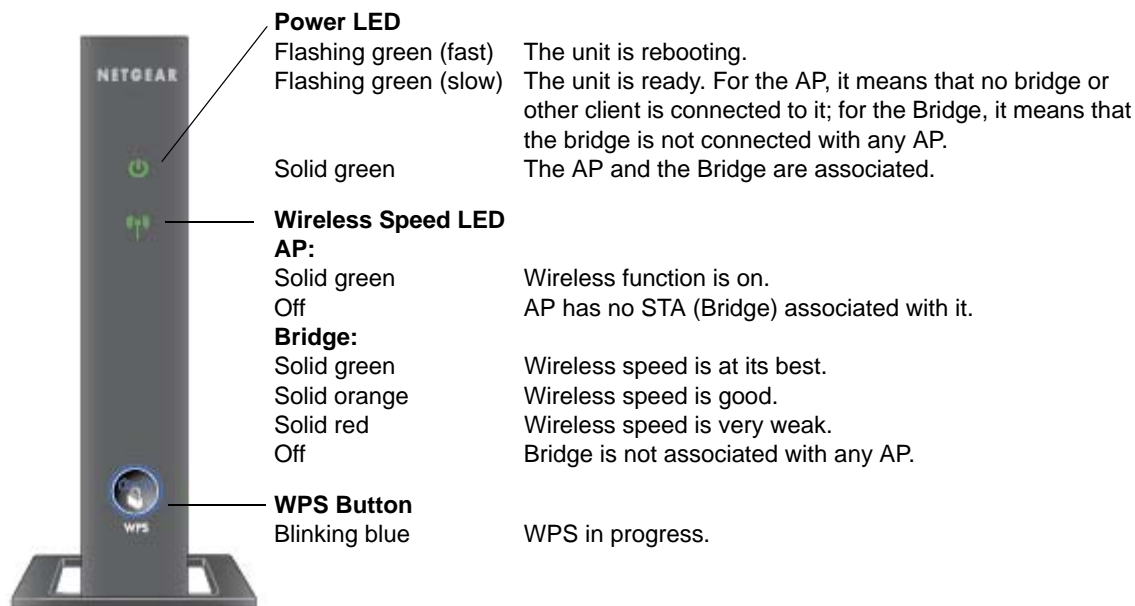 NETGEAR
WPS
Power LED
Flashing green (fast) The unit is rebooting.
Flashing green (slow) The unit is ready. For the AP, it means that no bridge or
other client is connected to it; for the Bridge, it means that
the bridge is not connected with any AP.
Solid green The AP and the Bridge are associated.
Wireless Speed LED
AP:
Solid green Wireless function is on.
Off AP has no STA (Bridge) associated with it.
Bridge:
Solid green Wireless speed is at its best.
Solid orange Wireless speed is good.
Solid red Wireless speed is very weak.
Off Bridge is not associated with any AP.
WPS Button
Blinking blue WPS in progress.